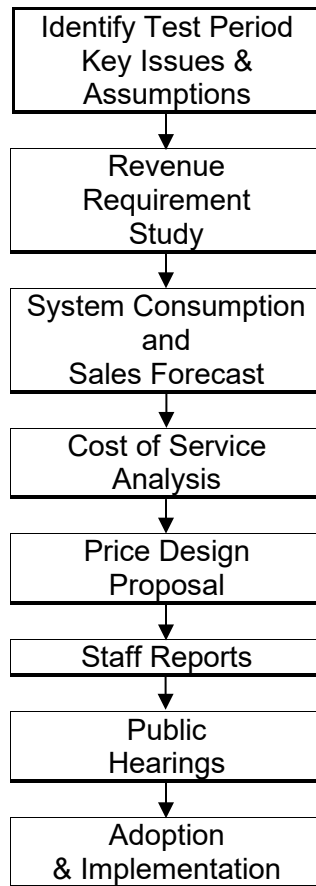 Identify Test Period
Key Issues &
Assumptions
Revenue
Requirement
Study
System Consumption
and
Sales Forecast
Cost of Service
Analysis
Price Design
Proposal
Staff Reports
Public
Hearings
Adoption
& Implementation